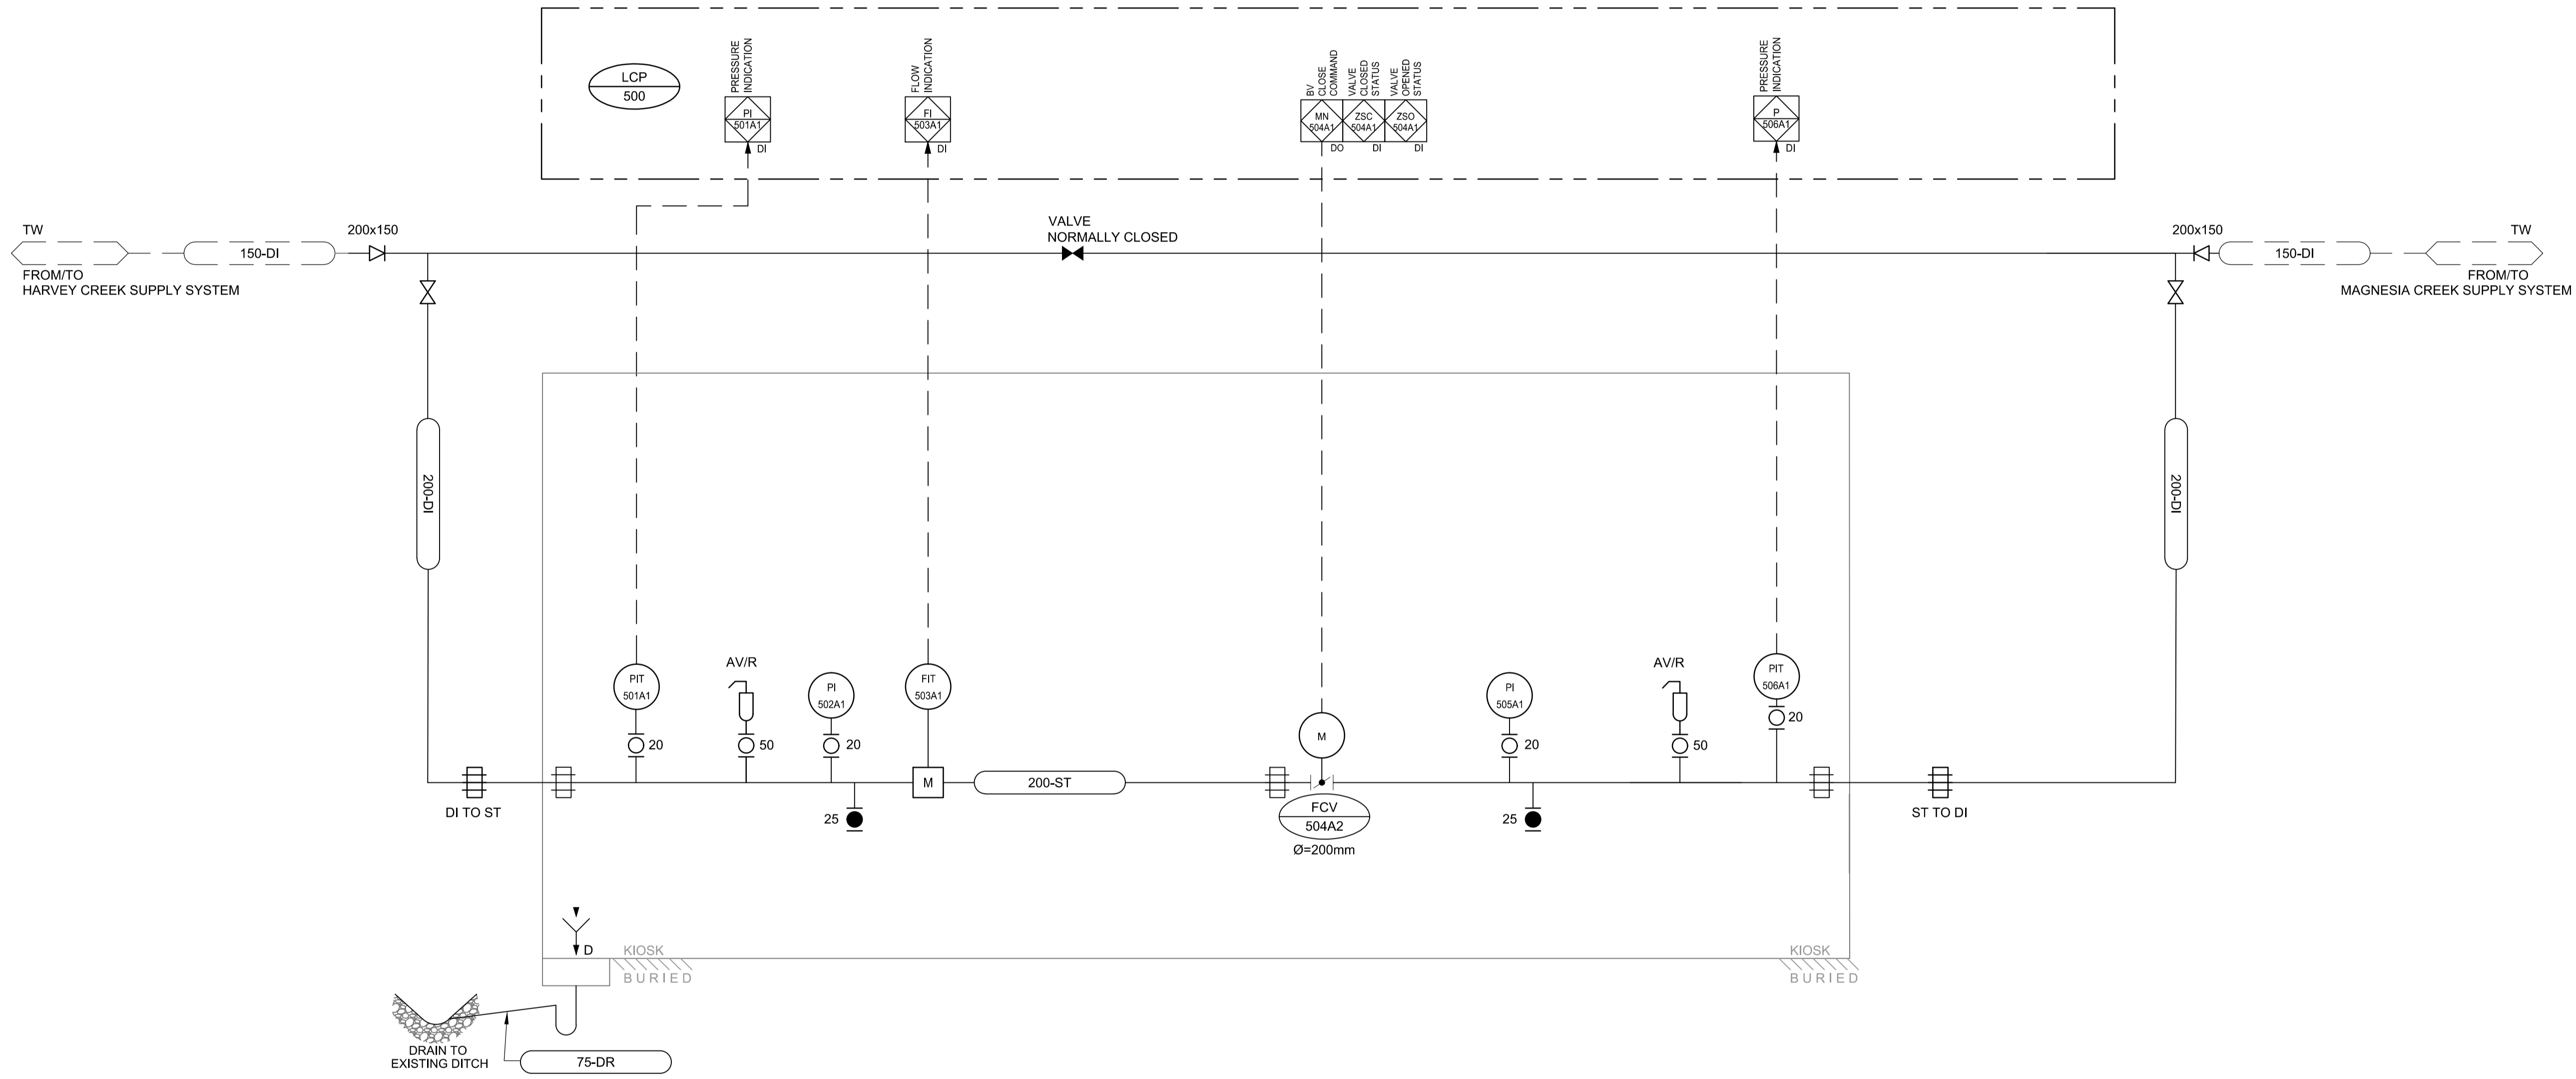 LCP
500
PRESSURE
INDICATION
PI
501A1
DI
FLOW
INDICATION
FI
503A1
DI
BV
CLOSE
COMMAND
VALVE
CLOSED
STATUS
VALVE
OPENED
STATUS
MN
504A1
DO
ZSC
504A1
DI
ZSO
504A1
DI
PRESSURE
INDICATION
P
506A1
DI
TW
FROM/TO
HARVEY CREEK SUPPLY SYSTEM
150-DI
200x150
VALVE
NORMALLY CLOSED
200x150
150-DI
TW
FROM/TO
MAGNESIA CREEK SUPPLY SYSTEM
200-DI
200-DI
PIT
501A1
20
AV/R
50
PI
502A1
20
FIT
503A1
M
25
200-ST
M
FCV
504A2
Ø=200mm
PI
505A1
20
25
AV/R
50
PIT
506A1
20
DI TO ST
ST TO DI
D
KIOSK
BURIED
KIOSK
BURIED
DRAIN TO
EXISTING DITCH
75-DR